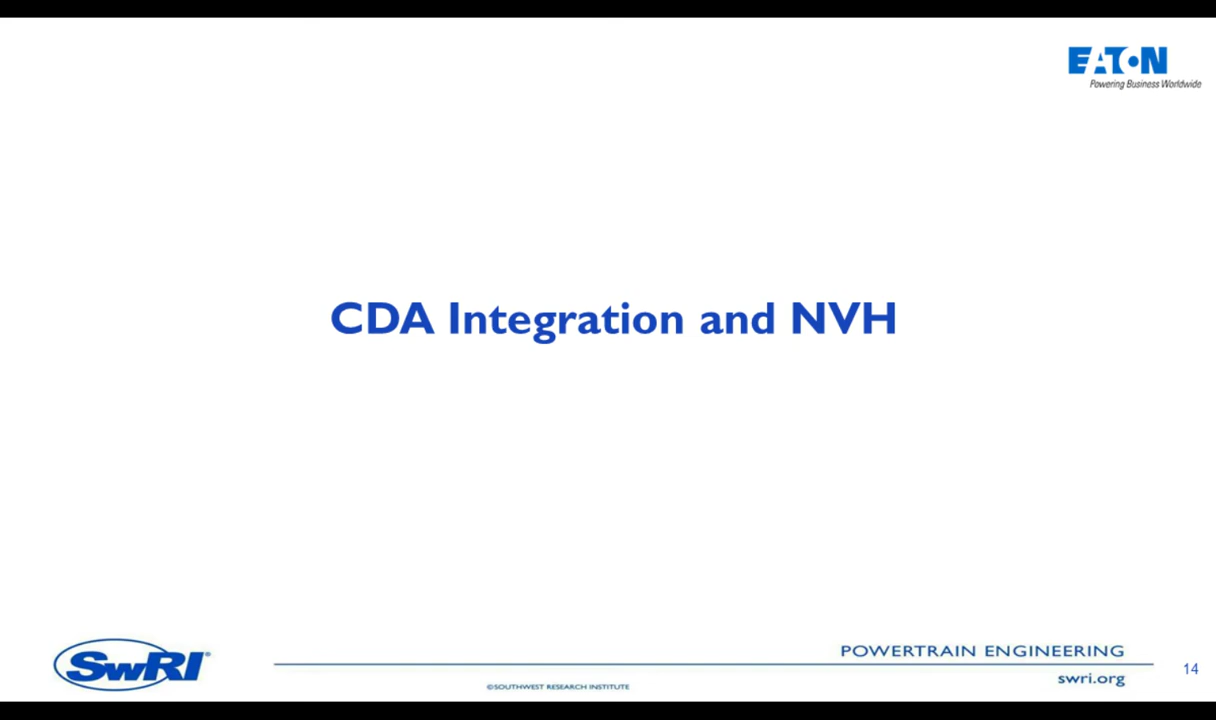 EATON
Powering Business Worldwide
CDA Integration and NVH
SwRI®
POWERTRAIN ENGINEERING
swri.org
14
©SOUTHWEST RESEARCH INSTITUTE